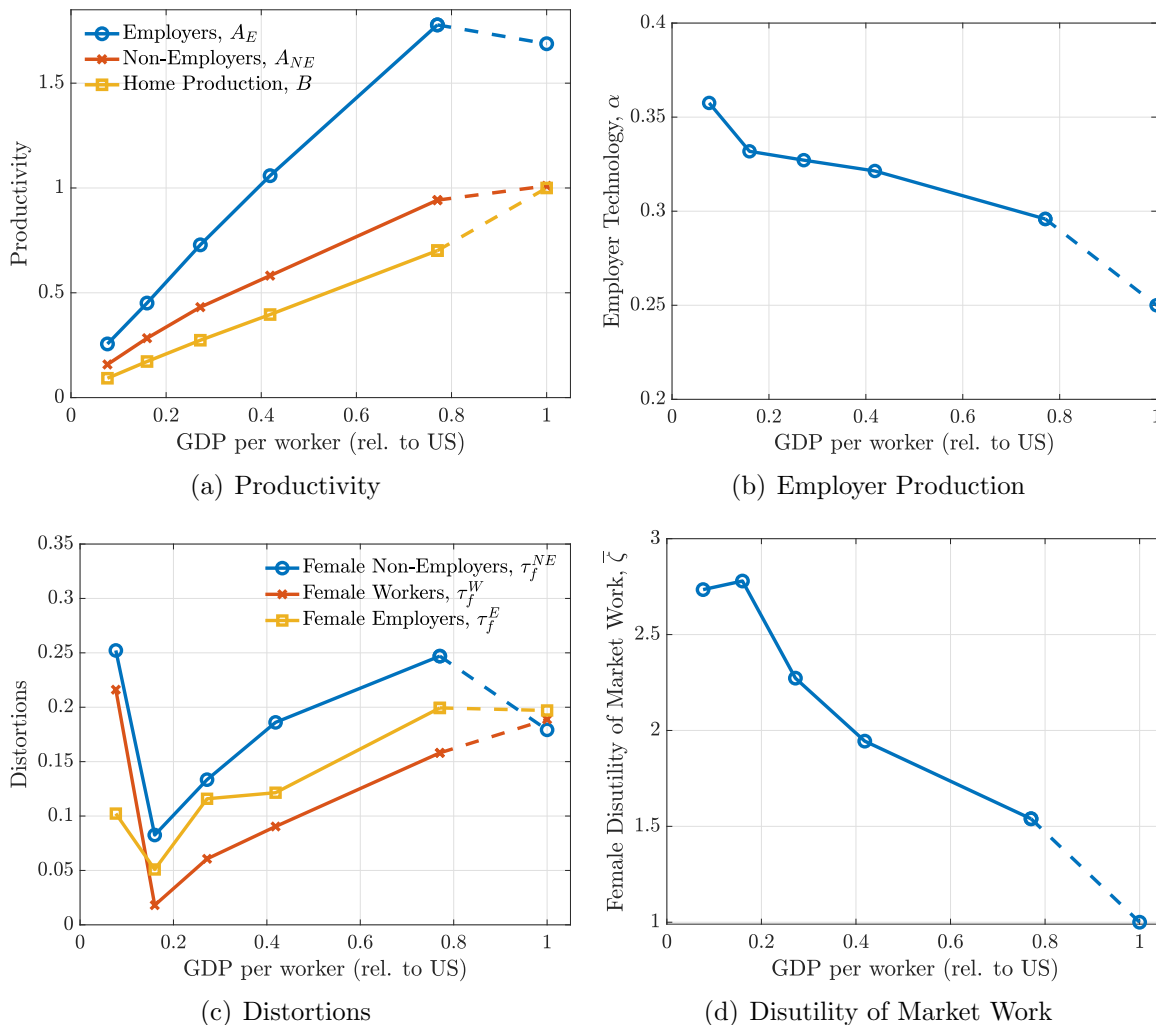 Employers, A_E
Non-Employers, A_{NE}
Home Production, B
Productivity
1.5
1
0.5
0
0 0.2 0.4 0.6 0.8 1
GDP per worker (rel. to US)
(a) Productivity
Employer Technology, α
0.4
0.35
0.3
0.25
0.2
0 0.2 0.4 0.6 0.8 1
GDP per worker (rel. to US)
(b) Employer Production
Distortions
0.35
0.3
0.25
0.2
0.15
0.1
0.05
0
Female Non-Employers, τ_f^{NE}
Female Workers, τ_f^W
Female Employers, τ_f^E
0 0.2 0.4 0.6 0.8 1
GDP per worker (rel. to US)
(c) Distortions
Female Disutility of Market Work, ζ̅
3
2.5
2
1.5
1
0 0.2 0.4 0.6 0.8 1
GDP per worker (rel. to US)
(d) Disutility of Market Work